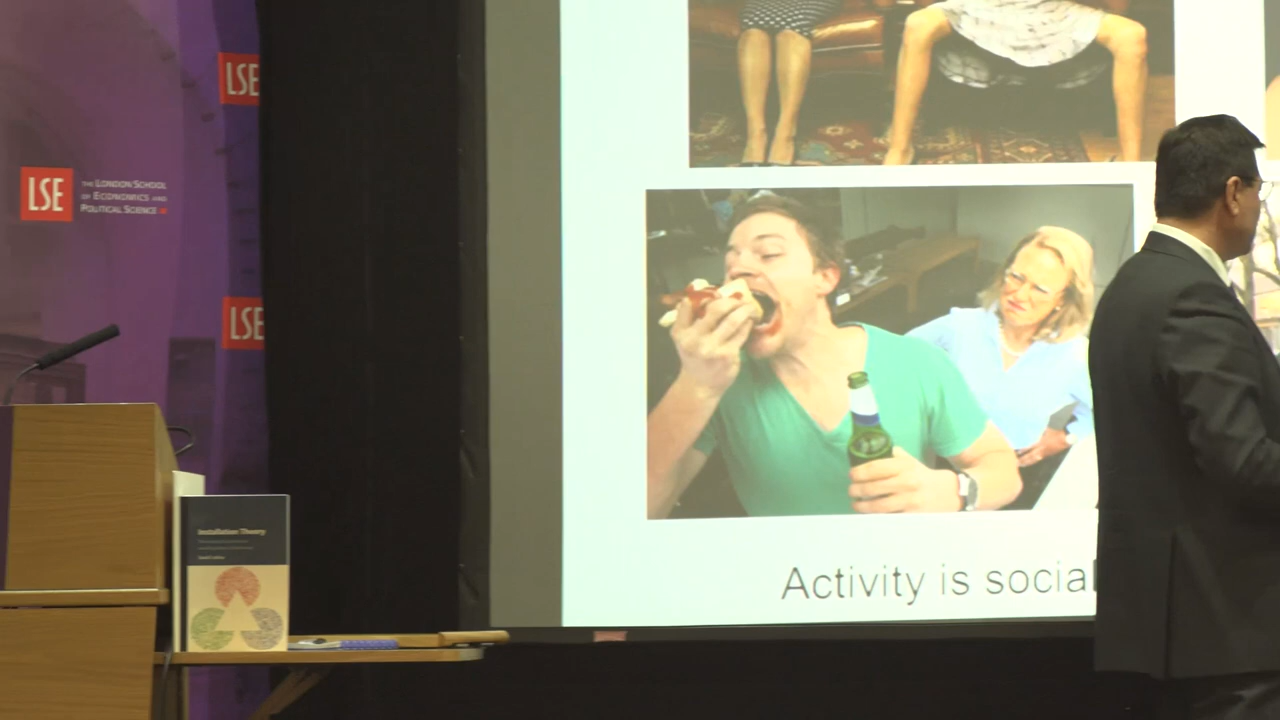 LSE
LSE
THE LONDON SCHOOL
OF ECONOMICS AND
POLITICAL SCIENCE
LSE
Installation Theory
Activity is social